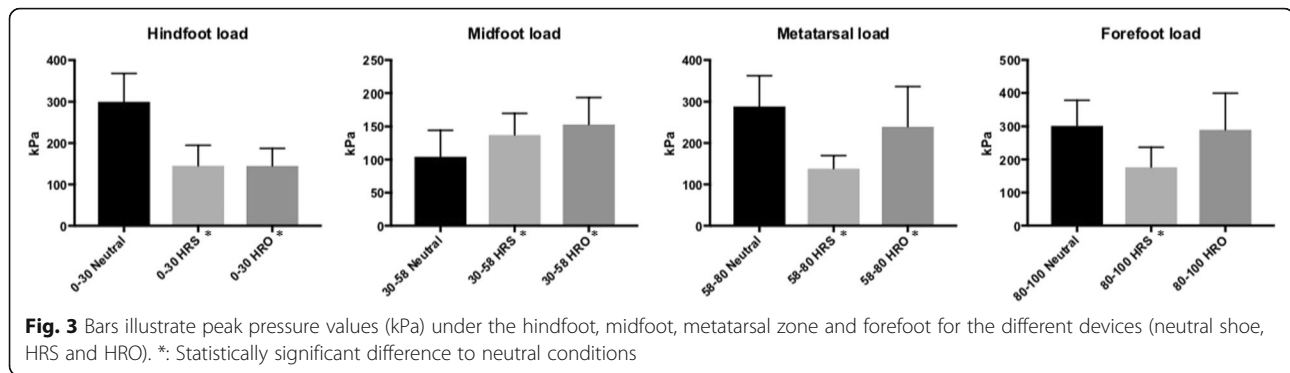 Hindfoot load
400
300
200
100
0
kPa
0-30 Neutral
0-30 HRS *
0-30 HRO *
Midfoot load
250
200
150
100
50
0
kPa
30-58 Neutral
30-58 HRS *
30-58 HRO *
Metatarsal load
400
300
200
100
0
kPa
58-80 Neutral
58-80 HRS *
58-80 HRO *
Forefoot load
500
400
300
200
100
0
kPa
80-100 Neutral
80-100 HRS *
80-100 HRO
Fig. 3 Bars illustrate peak pressure values (kPa) under the hindfoot, midfoot, metatarsal zone and forefoot for the different devices (neutral shoe,
HRS and HRO). *: Statistically significant difference to neutral conditions